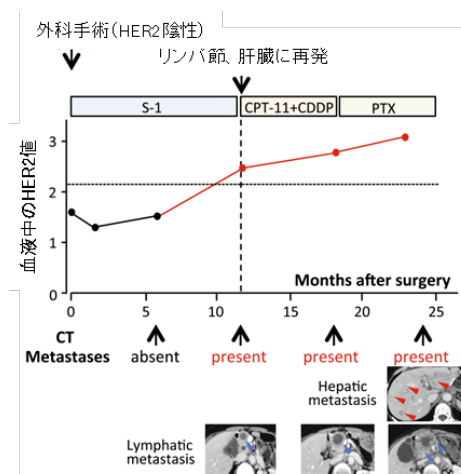 外科手術(HER2陰性)
リンパ節、肝臓に再発
S-1
CPT-11+CDDP
PTX
血液中のHER2値
3
2
1
0
Months after surgery
0
5
10
15
20
25
CT
Metastases
absent
present
present
present
Hepatic
metastasis
Lymphatic
metastasis